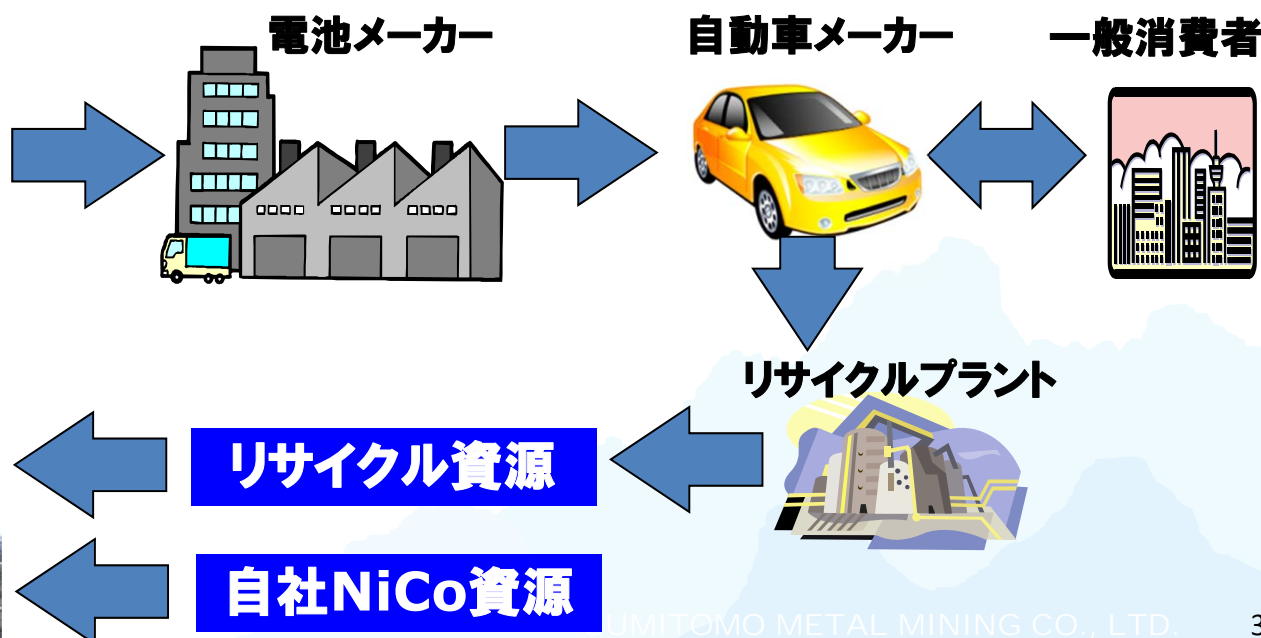 電池メーカー
自動車メーカー
一般消費者
リサイクルプラント
リサイクル資源
自社NiCo資源
UMITOMO METAL MINING CO., LTD.
3